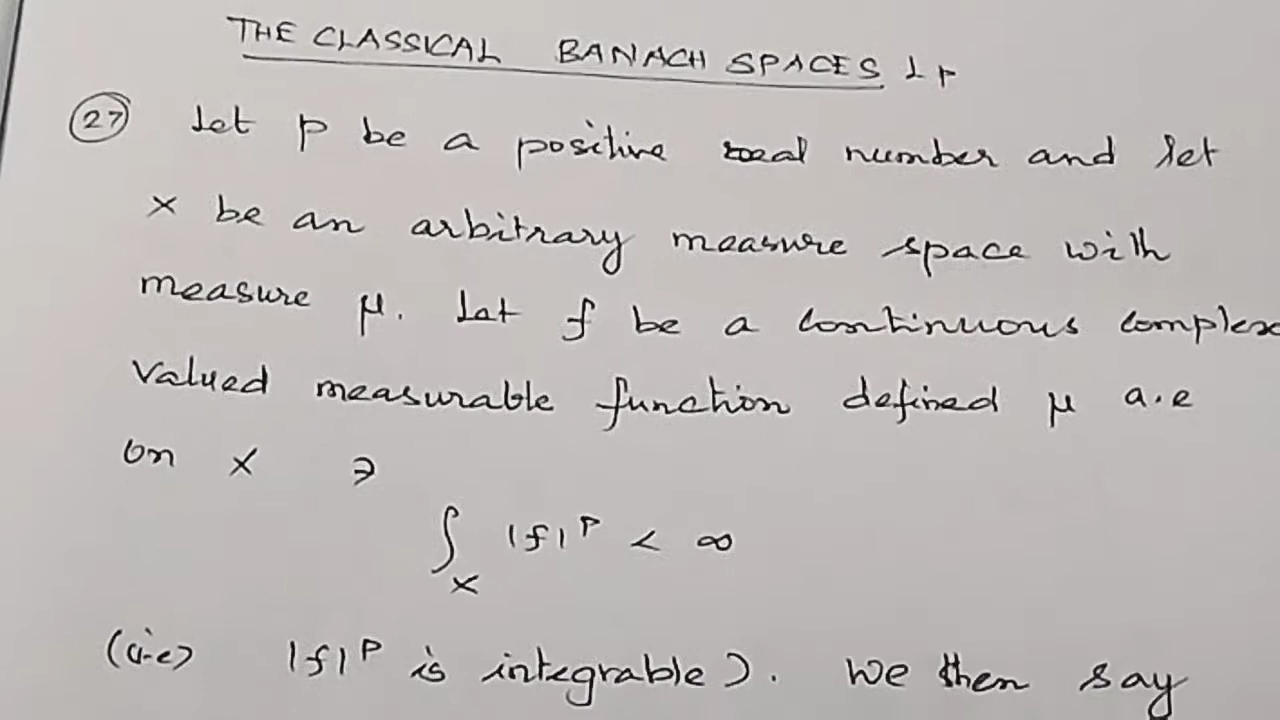 THE CLASSICAL BANACH SPACES Lp
27 Let p be a positive real number and let
X be an arbitrary measure space with
measure μ. Let f be a continuous complex
valued measurable function defined μ a.e
on X ∋
∫X |f|^p < ∞
(i.e) |f|^p is integrable). We then say